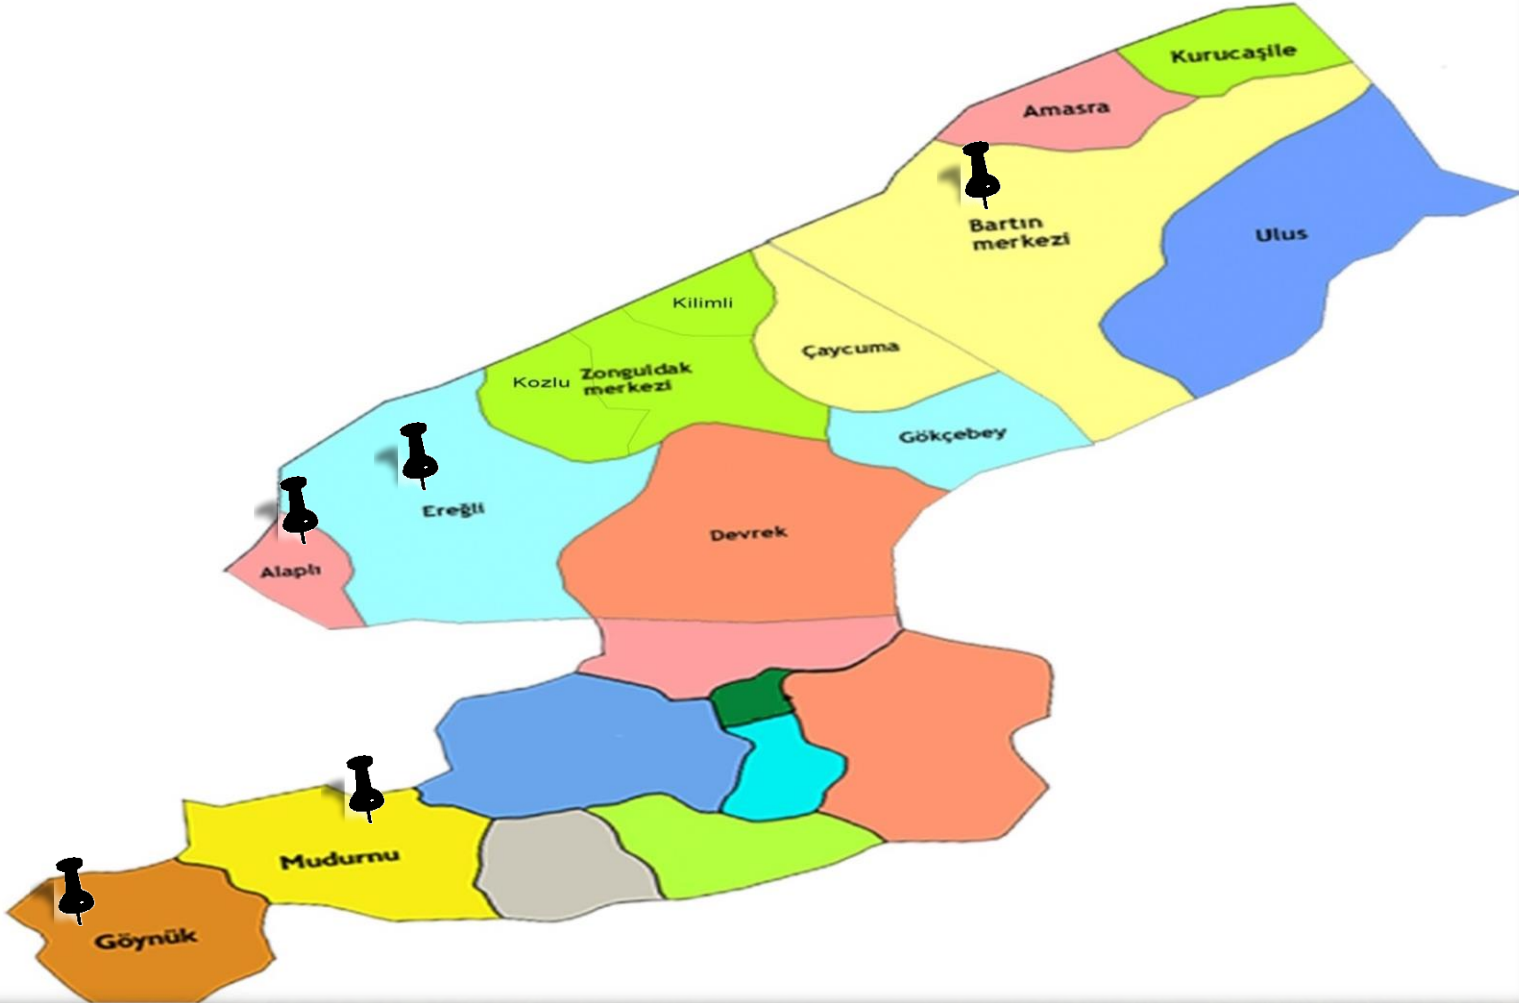 Kurucaşile
Amasra
Bartın
merkezi
Ulus
Kilimli
Çaycuma
Kozlu
Zonguldak
merkezi
Gökçebey
Ereğli
Devrek
Alaplı
Mudurnu
Göynük